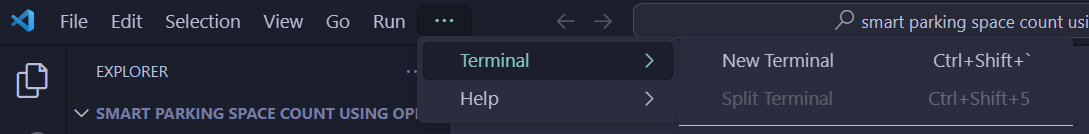 File Edit Selection View Go Run ···
smart parking space count usi
EXPLORER ··
SMART PARKING SPACE COUNT USING OP
Terminal
Help
New Terminal Ctrl+Shift+`
Split Terminal Ctrl+Shift+5